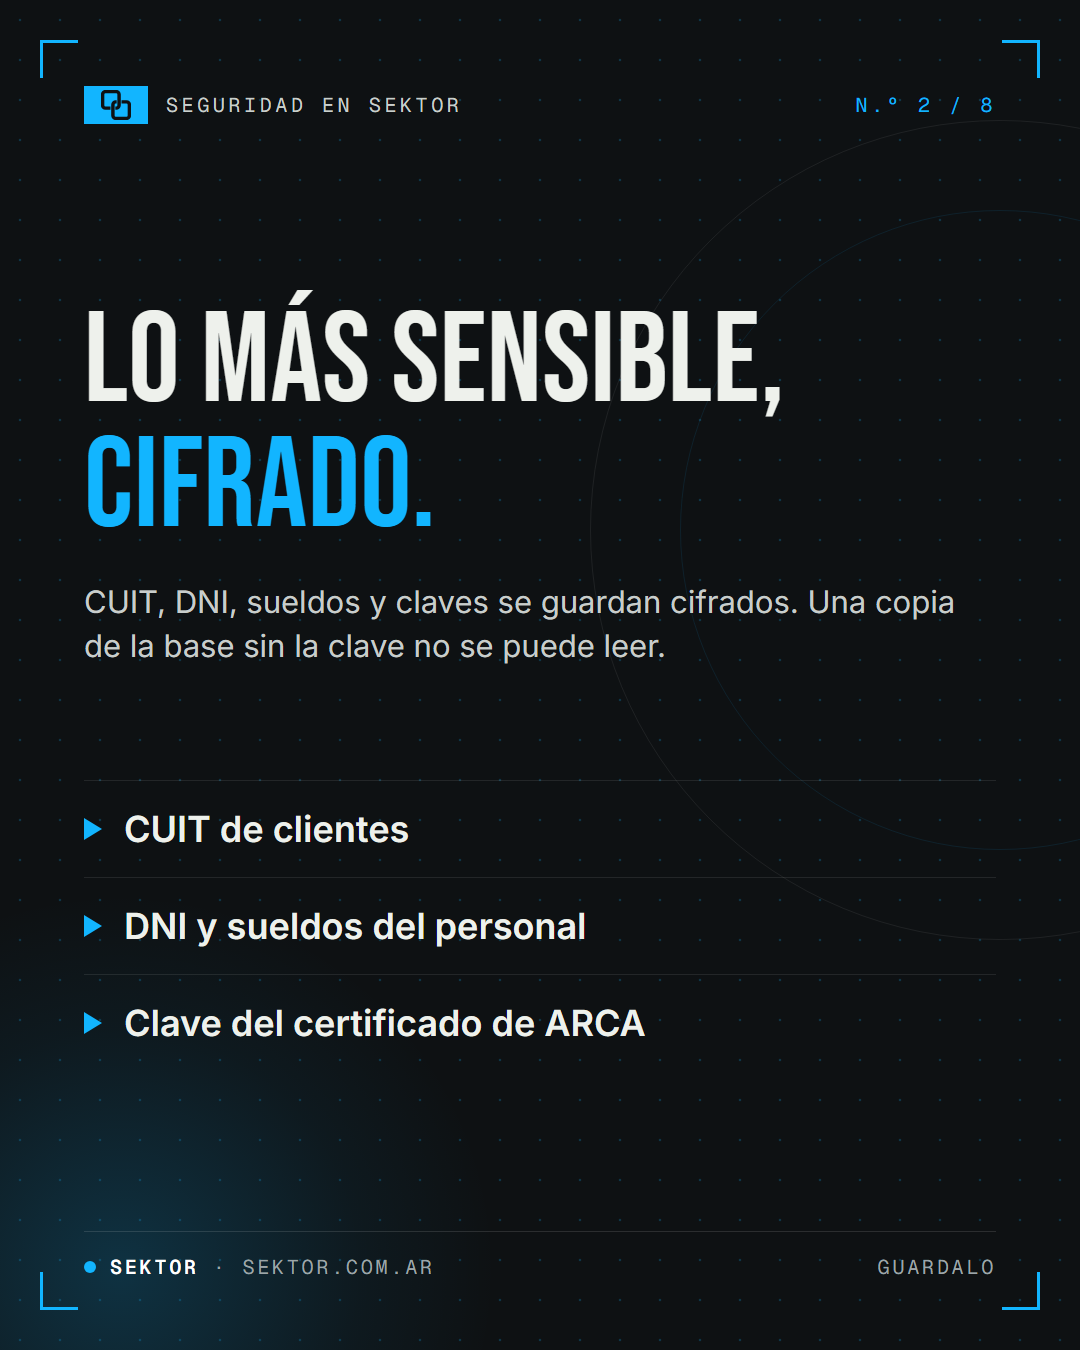 SEGURIDAD EN SEKTOR
N.º 2 / 8
LO MÁS SENSIBLE,
CIFRADO.
CUIT, DNI, sueldos y claves se guardan cifrados. Una copia
de la base sin la clave no se puede leer.
CUIT de clientes
DNI y sueldos del personal
Clave del certificado de ARCA
SEKTOR · SEKTOR.COM.AR
GUARDALO